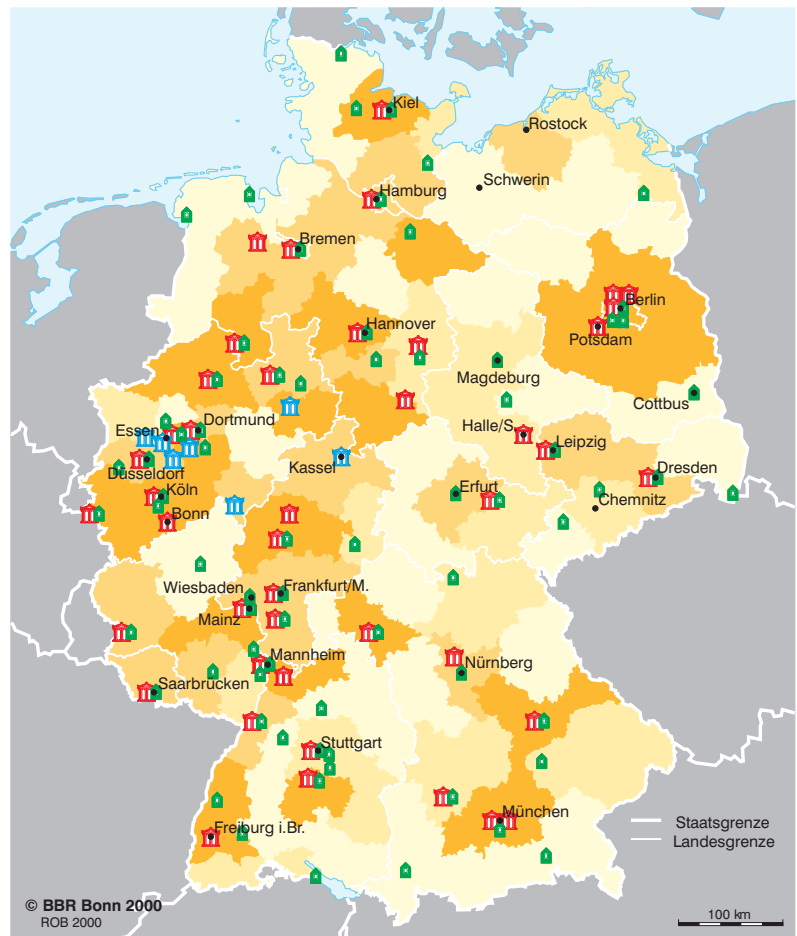 Kiel
Rostock
Schwerin
Hamburg
Bremen
Berlin
Hannover
Potsdam
Magdeburg
Cottbus
Essen
Dortmund
Halle/S.
Leipzig
Düsseldorf
Kassel
Dresden
Köln
Erfurt
Chemnitz
Bonn
Wiesbaden
Frankfurt/M.
Mainz
Mannheim
Nürnberg
Saarbrücken
Stuttgart
München
Freiburg i.Br.
Staatsgrenze
Landesgrenze
© BBR Bonn 2000
ROB 2000
100 km